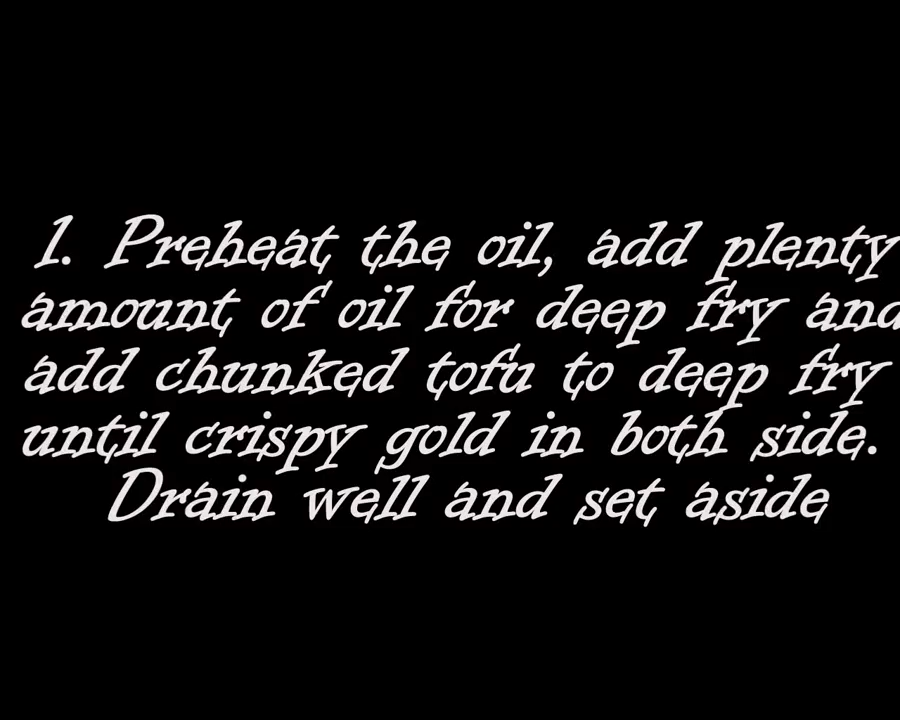 1. Preheat the oil, add plenty
amount of oil for deep fry and
add chunked tofu to deep fry
until crispy gold in both side.
Drain well and set aside